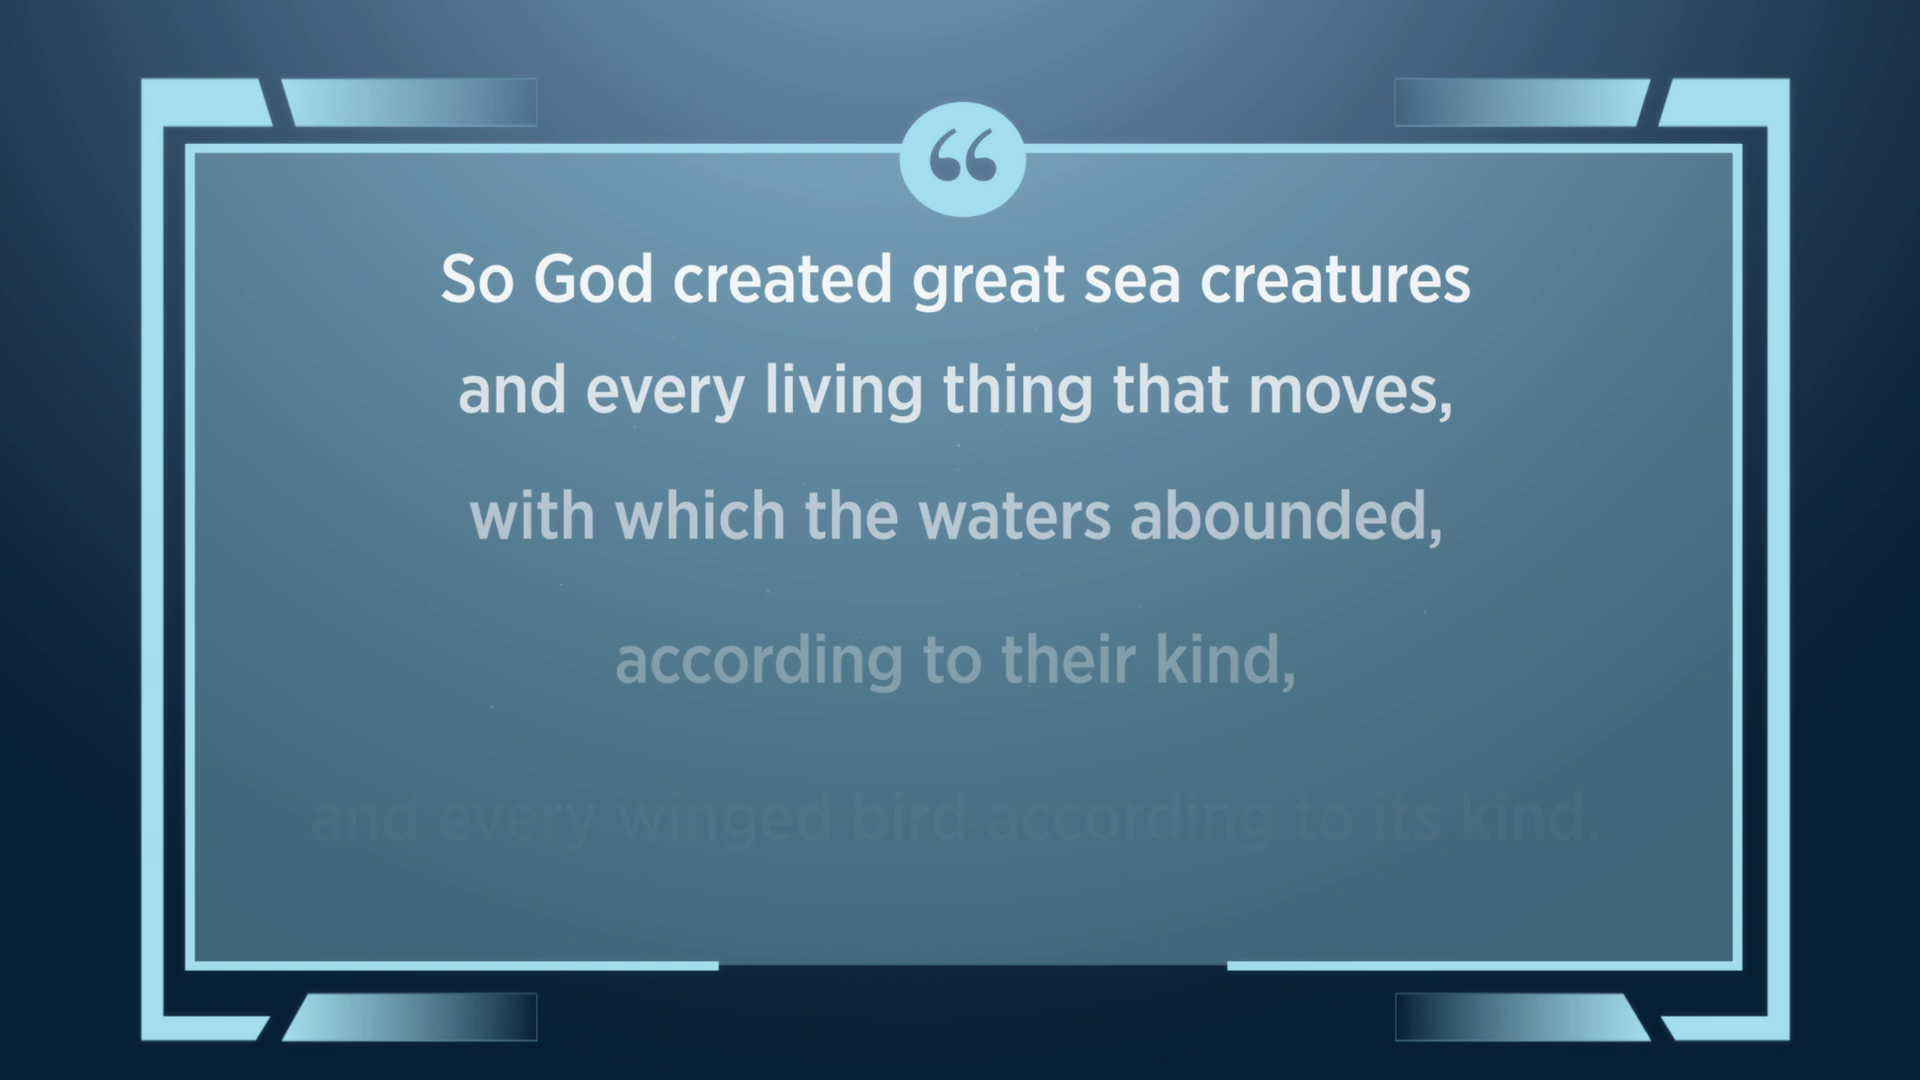 “
So God created great sea creatures
and every living thing that moves,
with which the waters abounded,
according to their kind,
and every winged bird according to its kind.